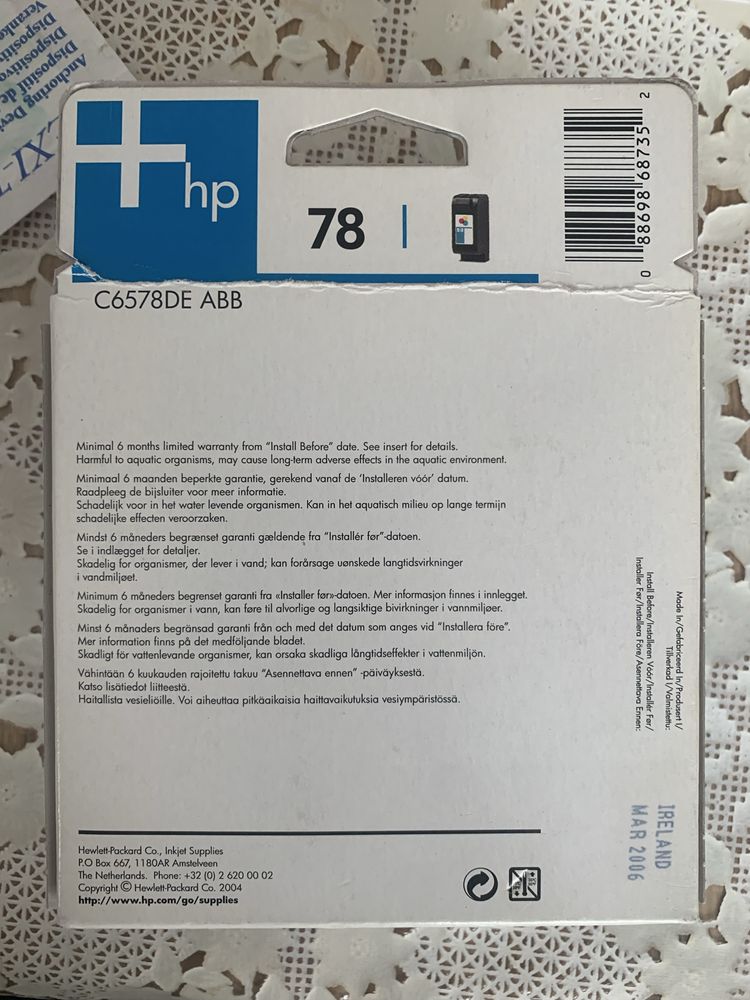 Anchoring Devi
Dispositif de
Dispositivo
Dispositi
Veranke
hp
78
0 88698 68735 2
C6578DE ABB
Minimal 6 months limited warranty from “Install Before” date. See insert for details.
Harmful to aquatic organisms, may cause long-term adverse effects in the aquatic environment.
Minimaal 6 maanden beperkte garantie, gerekend vanaf de ‘Installeren vóór’ datum.
Raadpleeg de bijsluiter voor meer informatie.
Schadelijk voor in het water levende organismen. Kan in het aquatisch milieu op lange termijn
schadelijke effecten veroorzaken.
Mindst 6 måneders begrænset garanti gældende fra “Installér før”-datoen.
Se i indlægget for detaljer.
Skadelig for organismer, der lever i vand; kan forårsage uønskede langtidsvirkninger
i vandmiljøet.
Minimum 6 måneders begrenset garanti fra «Installer før»-datoen. Mer informasjon finnes i innlegget.
Skadelig for organismer i vann, kan føre til alvorlige og langsiktige bivirkninger i vannmiljøer.
Minst 6 månaders begränsad garanti från och med det datum som anges vid “Installera före”.
Mer information finns på det medföljande bladet.
Skadligt för vattenlevande organismer, kan orsaka skadliga långtidseffekter i vattenmiljön.
Vähintään 6 kuukauden rajoitettu takuu “Asennettava ennen” -päiväyksestä.
Katso lisätiedot liitteestä.
Haitallista vesieliöille. Voi aiheuttaa pitkäaikaisia haittavaikutuksia vesiympäristössä.
Made In/Gefabriceerd In/Produsert I/
Tillverkad I/Valmistettu:
Install Before/Installeren Vóór/Installér Før/
Installer Før/Installera Före/Asennettava Ennen:
IRELAND
MAR 2006
Hewlett-Packard Co., Inkjet Supplies
P.O Box 667, 1180AR Amstelveen
The Netherlands. Phone: +32 (0) 2 620 00 02
Copyright © Hewlett-Packard Co. 2004
http://www.hp.com/go/supplies